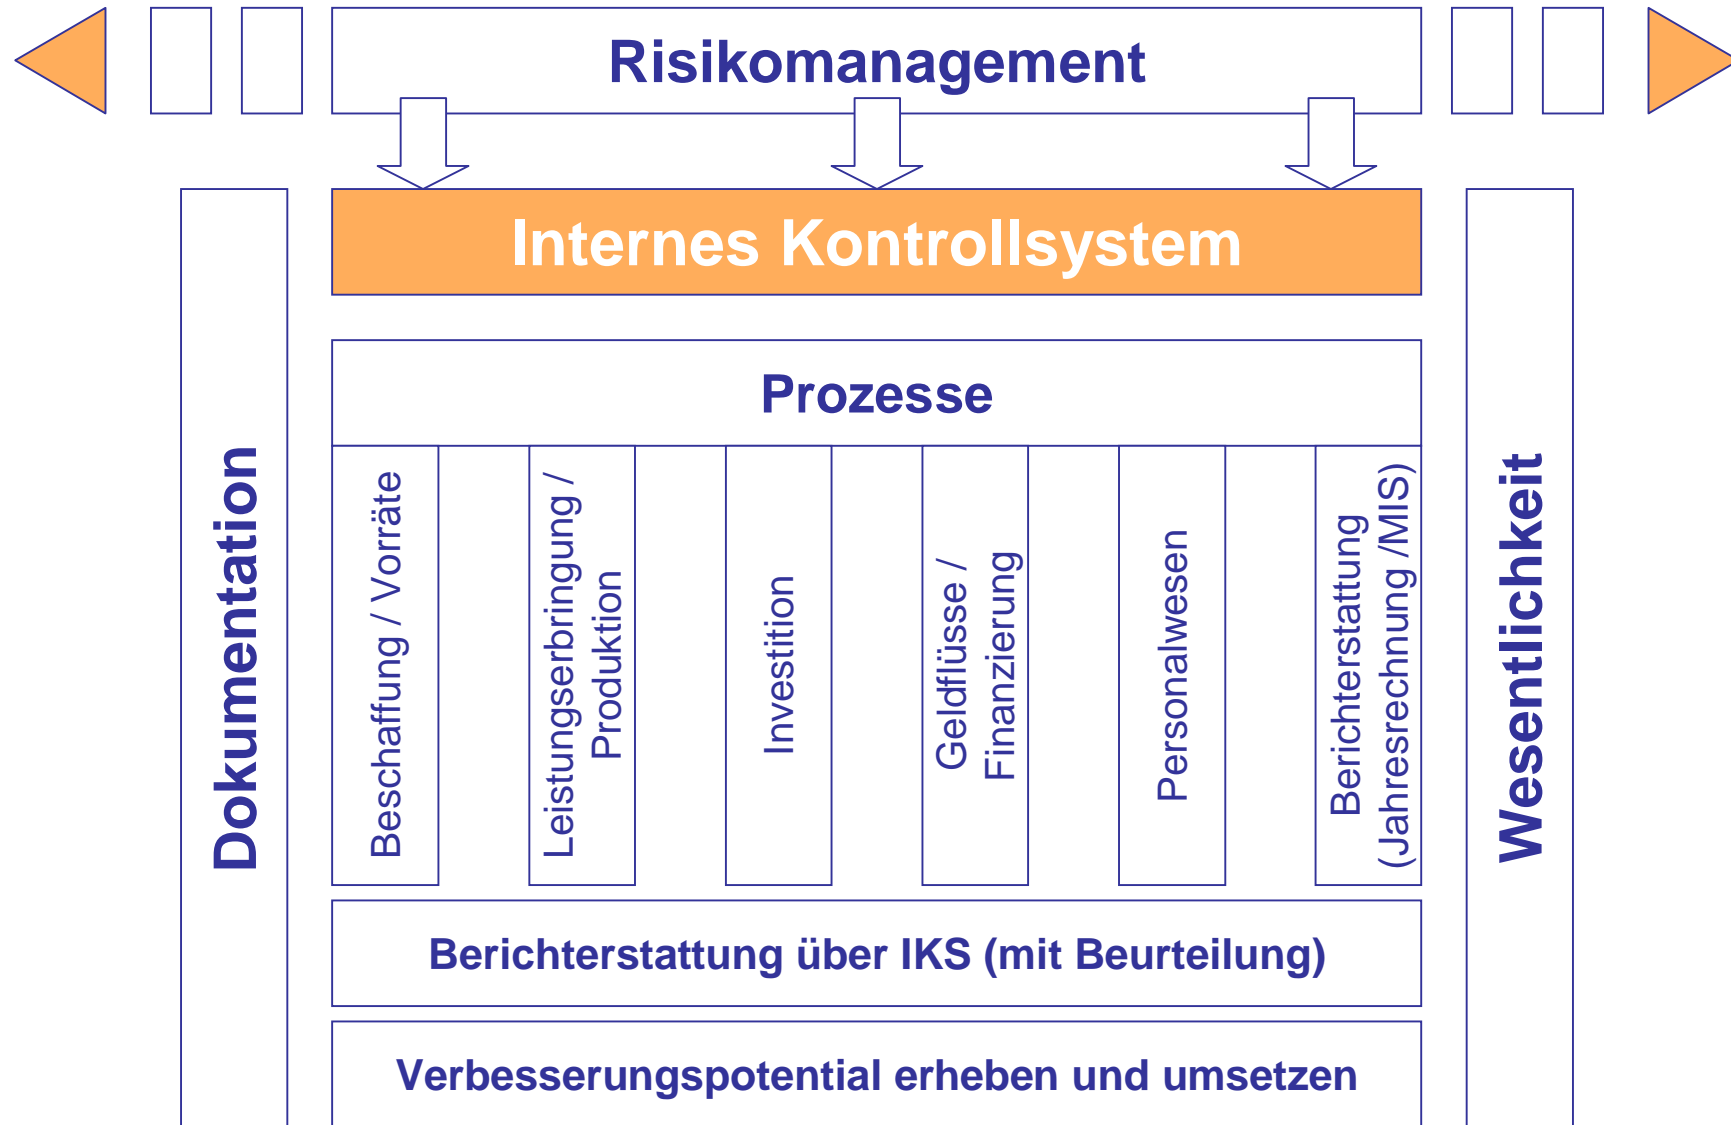 Risikomanagement
Internes Kontrollsystem
Dokumentation
Prozesse
Beschaffung / Vorräte
Leistungserbringung /
Produktion
Investition
Geldflüsse /
Finanzierung
Personalwesen
Berichterstattung
(Jahresrechnung /MIS)
Wesentlichkeit
Berichterstattung über IKS (mit Beurteilung)
Verbesserungspotential erheben und umsetzen